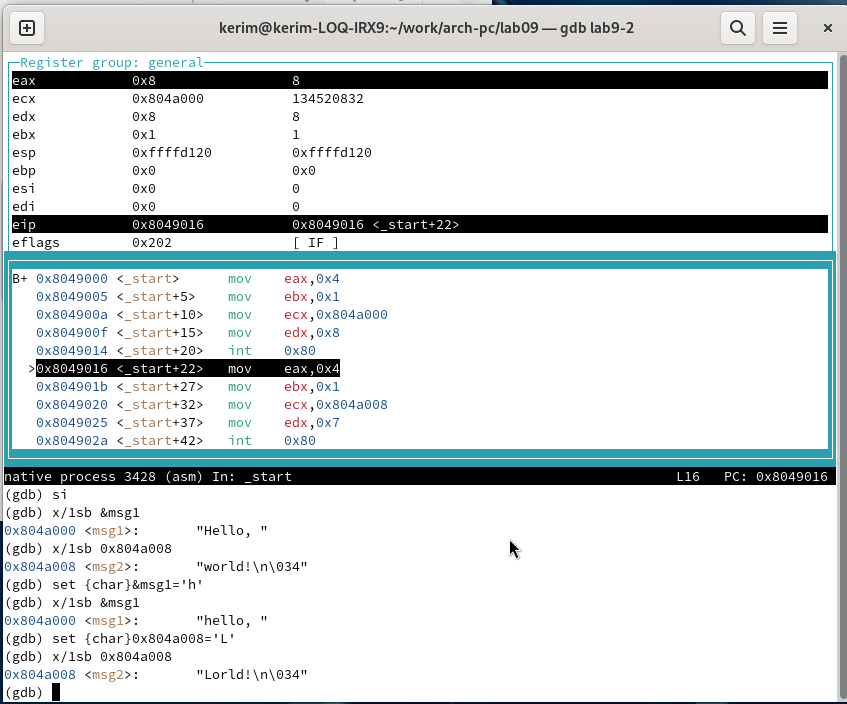 kerim@kerim-LOQ-IRX9:~/work/arch-pc/lab09 — gdb lab9-2
Register group: general
eax 0x8 8
ecx 0x804a000 134520832
edx 0x8 8
ebx 0x1 1
esp 0xffffd120 0xffffd120
ebp 0x0 0x0
esi 0x0 0
edi 0x0 0
eip 0x8049016 0x8049016 <_start+22>
eflags 0x202 [ IF ]
B+ 0x8049000 <_start> mov eax,0x4
0x8049005 <_start+5> mov ebx,0x1
0x804900a <_start+10> mov ecx,0x804a000
0x804900f <_start+15> mov edx,0x8
0x8049014 <_start+20> int 0x80
>0x8049016 <_start+22> mov eax,0x4
0x804901b <_start+27> mov ebx,0x1
0x8049020 <_start+32> mov ecx,0x804a008
0x8049025 <_start+37> mov edx,0x7
0x804902a <_start+42> int 0x80
native process 3428 (asm) In: _start L16 PC: 0x8049016
(gdb) si
(gdb) x/1sb &msg1
0x804a000 <msg1>: "Hello, "
(gdb) x/1sb 0x804a008
0x804a008 <msg2>: "world!\n\034"
(gdb) set {char}&msg1='h'
(gdb) x/1sb &msg1
0x804a000 <msg1>: "hello, "
(gdb) set {char}0x804a008='L'
(gdb) x/1sb 0x804a008
0x804a008 <msg2>: "Lorld!\n\034"
(gdb)